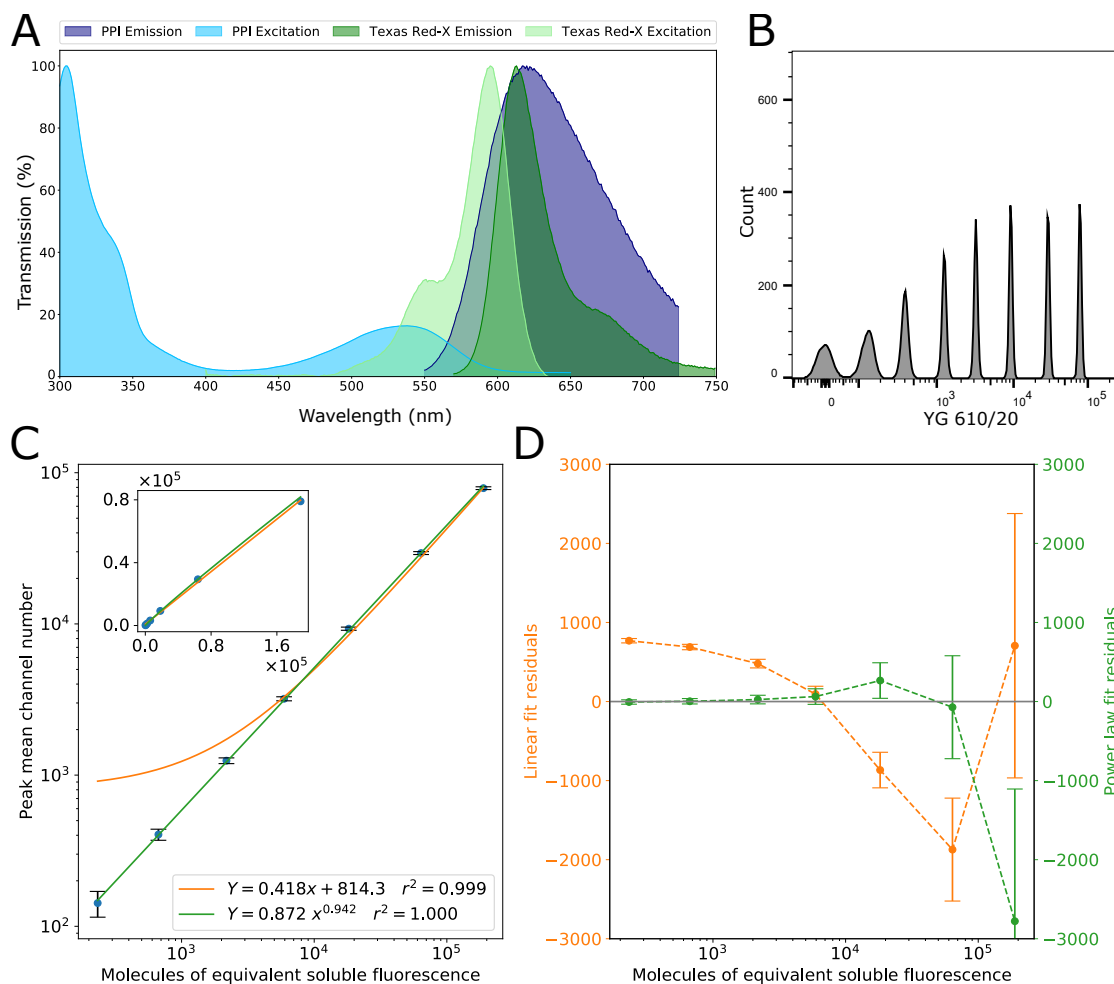 A
PPI Emission PPI Excitation Texas Red-X Emission Texas Red-X Excitation
100
80
60
40
20
0
Transmission (%)
300 350 400 450 500 550 600 650 700 750
Wavelength (nm)
B
600
400
200
0
Count
0 10³ 10⁴ 10⁵
YG 610/20
C
10⁵
10⁴
10³
10²
Peak mean channel number
×10⁵
0.8
0.4
0.0
0.0 0.8 1.6
×10⁵
Y = 0.418x + 814.3 r² = 0.999
Y = 0.872 x^0.942 r² = 1.000
10³ 10⁴ 10⁵
Molecules of equivalent soluble fluorescence
D
3000
2000
1000
0
−1000
−2000
−3000
Linear fit residuals
3000
2000
1000
0
−1000
−2000
−3000
Power law fit residuals
10³ 10⁴ 10⁵
Molecules of equivalent soluble fluorescence